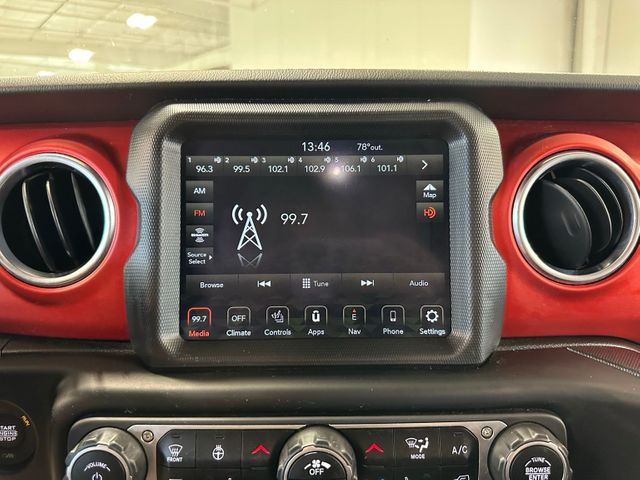 13:46 78°out.
1 2 3 4 5 6
96.3 99.5 102.1 102.9 106.1 101.1
AM
Map
FM
HD
99.7
Source
Select
Browse Tune Audio
99.7 OFF E
Media Climate Controls Apps Nav Phone Settings
START
ENGINE
STOP
RUN
FRONT
MODE
A/C
VOLUME
OFF
TUNE
BROWSE
ENTER